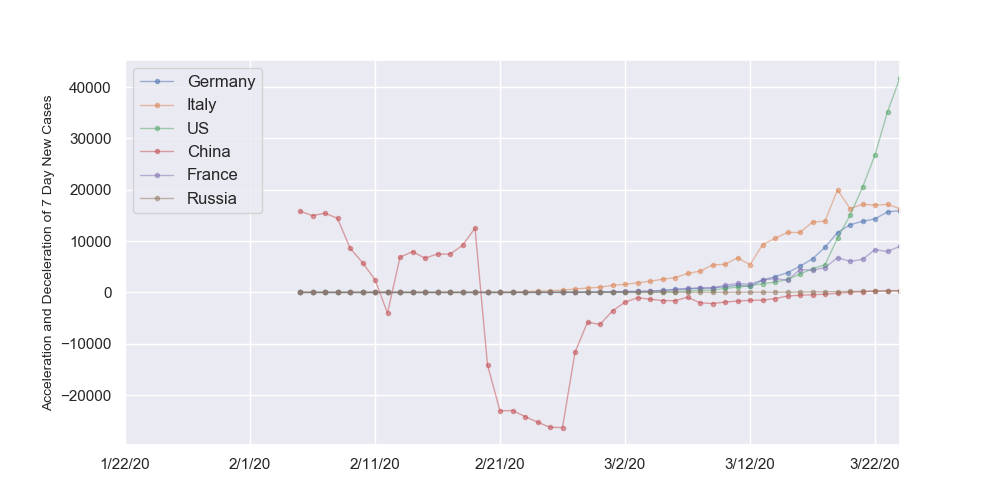 Acceleration and Deceleration of 7 Day New Cases
40000
30000
20000
10000
0
−10000
−20000
Germany
Italy
US
China
France
Russia
1/22/20 2/1/20 2/11/20 2/21/20 3/2/20 3/12/20 3/22/20